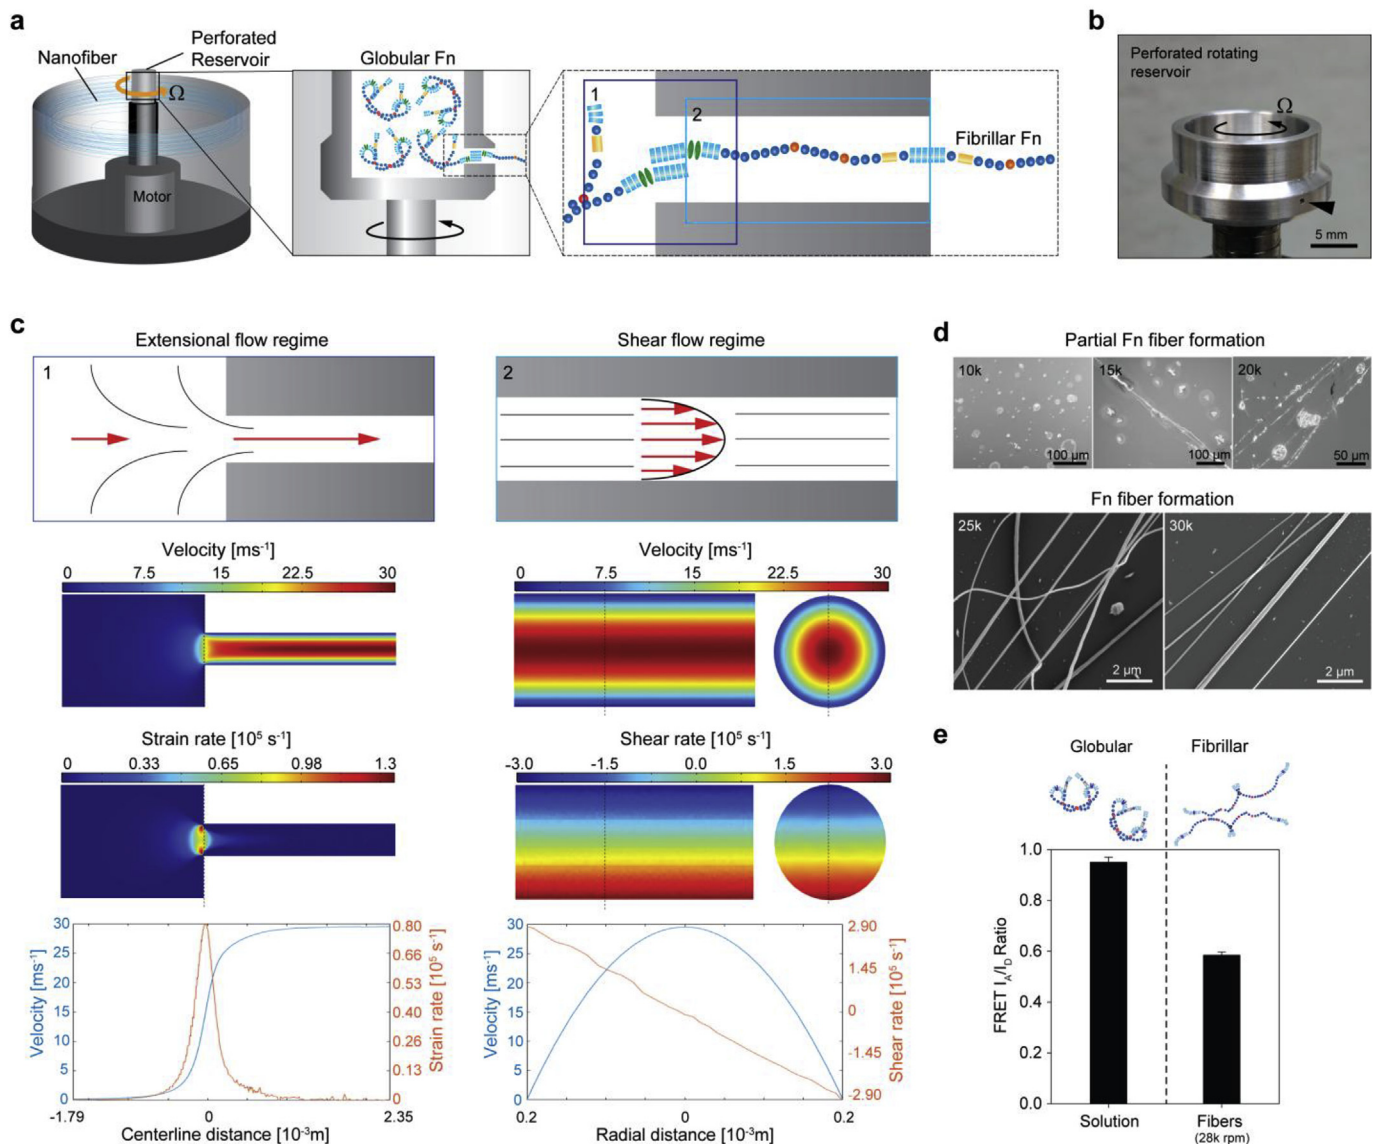 a
Nanofiber
Perforated
Reservoir
Ω
Motor
Globular Fn
1
2
Fibrillar Fn
b
Perforated rotating
reservoir
Ω
5 mm
c
Extensional flow regime
1
Shear flow regime
2
Velocity [ms⁻¹]
0 7.5 15 22.5 30
Velocity [ms⁻¹]
0 7.5 15 22.5 30
Strain rate [10⁵ s⁻¹]
0 0.33 0.65 0.98 1.3
Shear rate [10⁵ s⁻¹]
-3.0 -1.5 0.0 1.5 3.0
Velocity [ms⁻¹]
30
25
20
15
10
5
0
0.80
0.66
0.53
0.40
0.26
0.13
0
Strain rate [10⁵ s⁻¹]
-1.79 0 2.35
Centerline distance [10⁻³m]
Velocity [ms⁻¹]
30
25
20
15
10
5
0
2.90
1.45
0
-1.45
-2.90
Shear rate [10⁵ s⁻¹]
0.2 0 0.2
Radial distance [10⁻³m]
d
Partial Fn fiber formation
10k
100 µm
15k
100 µm
20k
50 µm
Fn fiber formation
25k
2 µm
30k
2 µm
e
Globular
Fibrillar
FRET I_A/I_D Ratio
1.0
0.8
0.6
0.4
0.2
0.0
Solution
Fibers
(28k rpm)